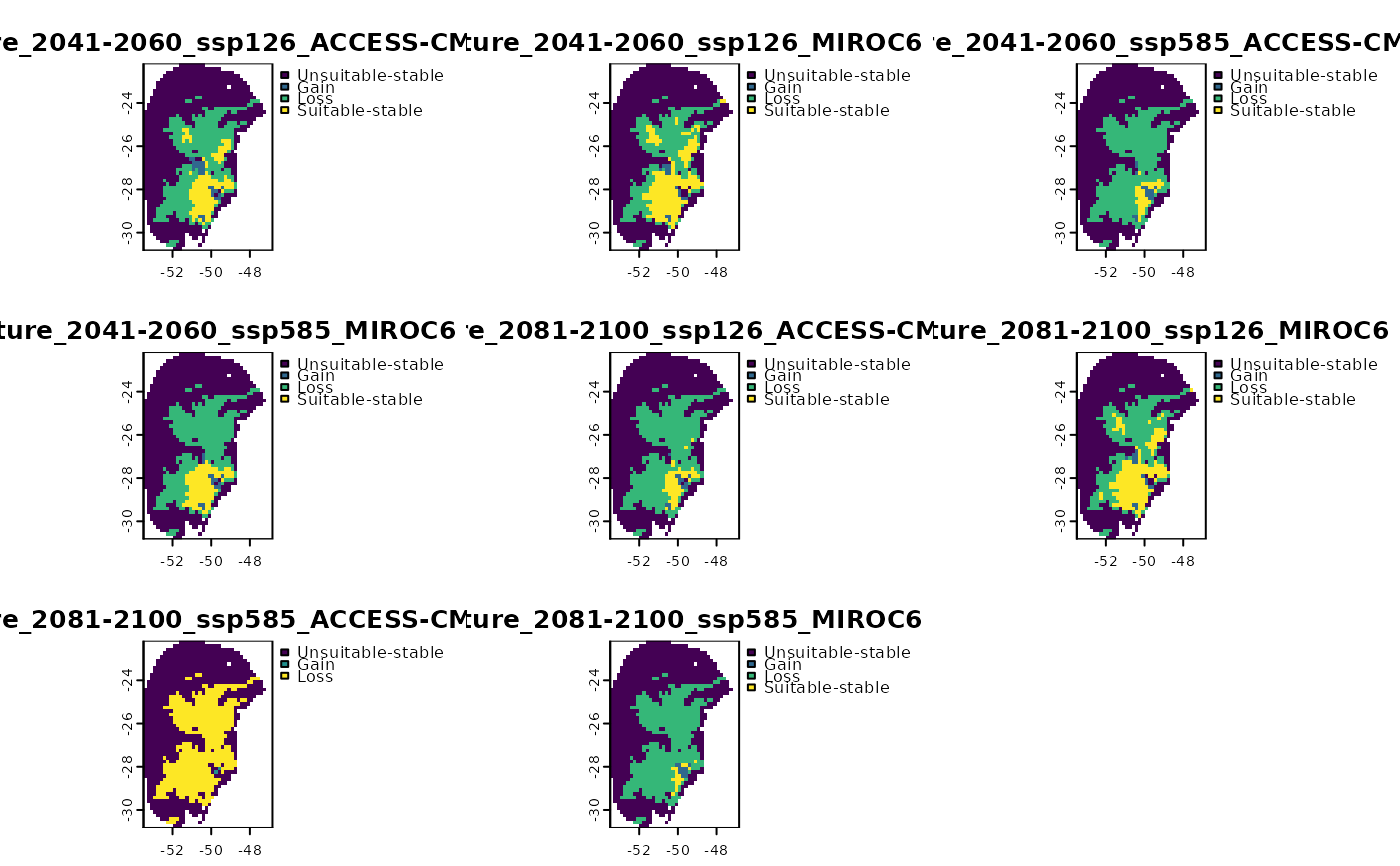 re_2041-2060_ssp126_ACCESS-CM
Unsuitable-stable
Gain
Loss
Suitable-stable
-24
-26
-28
-30
-52 -50 -48
ture_2041-2060_ssp126_MIROC6
Unsuitable-stable
Gain
Loss
Suitable-stable
-24
-26
-28
-30
-52 -50 -48
re_2041-2060_ssp585_ACCESS-CM
Unsuitable-stable
Gain
Loss
Suitable-stable
-24
-26
-28
-30
-52 -50 -48
ture_2041-2060_ssp585_MIROC6
Unsuitable-stable
Gain
Loss
Suitable-stable
-24
-26
-28
-30
-52 -50 -48
re_2081-2100_ssp126_ACCESS-CM
Unsuitable-stable
Gain
Loss
Suitable-stable
-24
-26
-28
-30
-52 -50 -48
ture_2081-2100_ssp126_MIROC6
Unsuitable-stable
Gain
Loss
Suitable-stable
-24
-26
-28
-30
-52 -50 -48
re_2081-2100_ssp585_ACCESS-CM
Unsuitable-stable
Gain
Loss
-24
-26
-28
-30
-52 -50 -48
ture_2081-2100_ssp585_MIROC6
Unsuitable-stable
Gain
Loss
Suitable-stable
-24
-26
-28
-30
-52 -50 -48